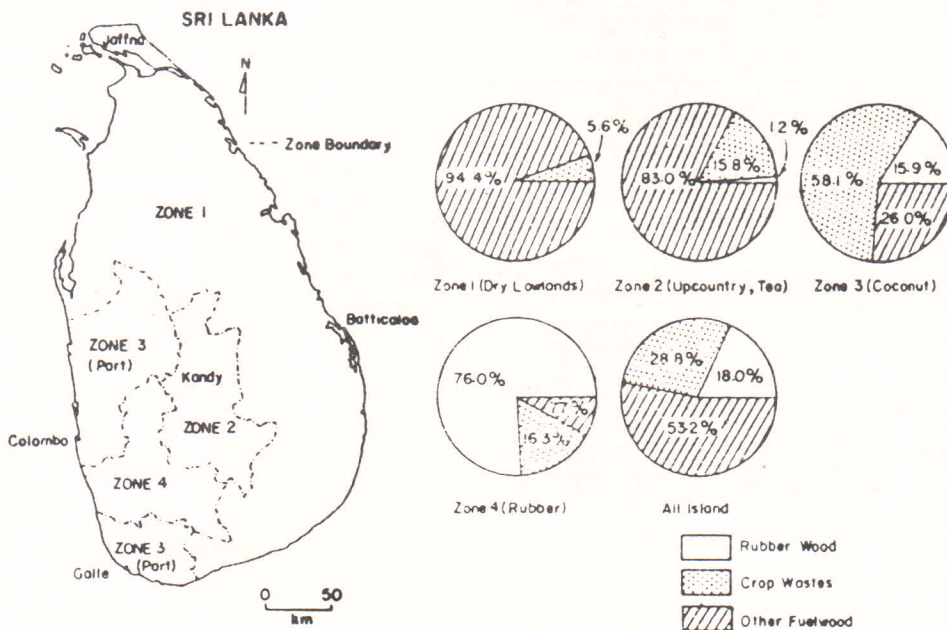 SRI LANKA
Jaffna
N
Zone Boundary
ZONE 1
Batticaloa
ZONE 3
(Part)
Kandy
ZONE 2
Colombo
ZONE 4
ZONE 3
(Part)
Galle
0 50
km
94.4%
5.6%
Zone 1 (Dry Lowlands)
83.0%
15.8%
1.2%
Zone 2 (Upcountry, Tea)
58.1%
15.9%
26.0%
Zone 3 (Coconut)
76.0%
16.3%
Zone 4 (Rubber)
28.8%
18.0%
53.2%
All Island
Rubber Wood
Crop Wastes
Other Fuelwood